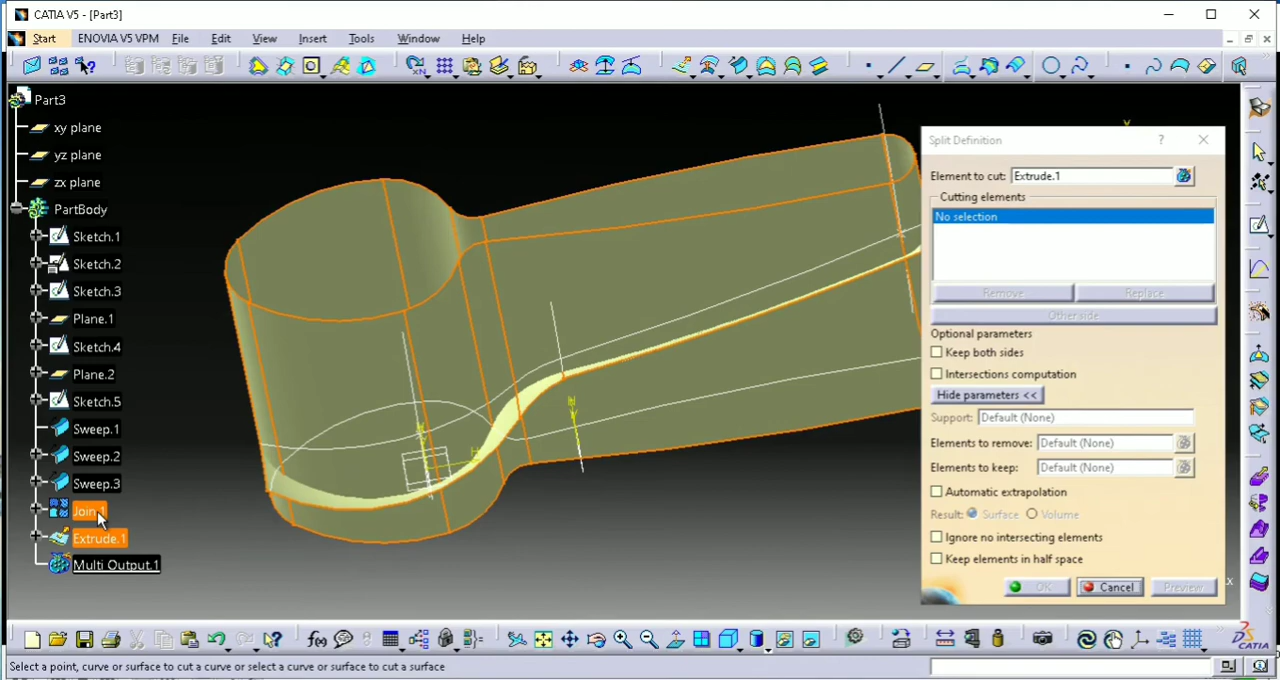 CATIA V5 - [Part3]
Start ENOVIA V5 VPM File Edit View Insert Tools Window Help
Part3
xy plane
yz plane
zx plane
PartBody
Sketch.1
Sketch.2
Sketch.3
Plane.1
Sketch.4
Plane.2
Sketch.5
Sweep.1
Sweep.2
Sweep.3
Join.1
Extrude.1
Multi Output.1
Split Definition ?
Element to cut: Extrude.1
Cutting elements
No selection
Remove Replace
Other side
Optional parameters
Keep both sides
Intersections computation
Hide parameters <<
Support: Default (None)
Elements to remove: Default (None)
Elements to keep: Default (None)
Automatic extrapolation
Result: Surface Volume
Ignore no intersecting elements
Keep elements in half space
OK Cancel Preview
H
x
f(x)
CATIA
Select a point, curve or surface to cut a curve or select a curve or surface to cut a surface